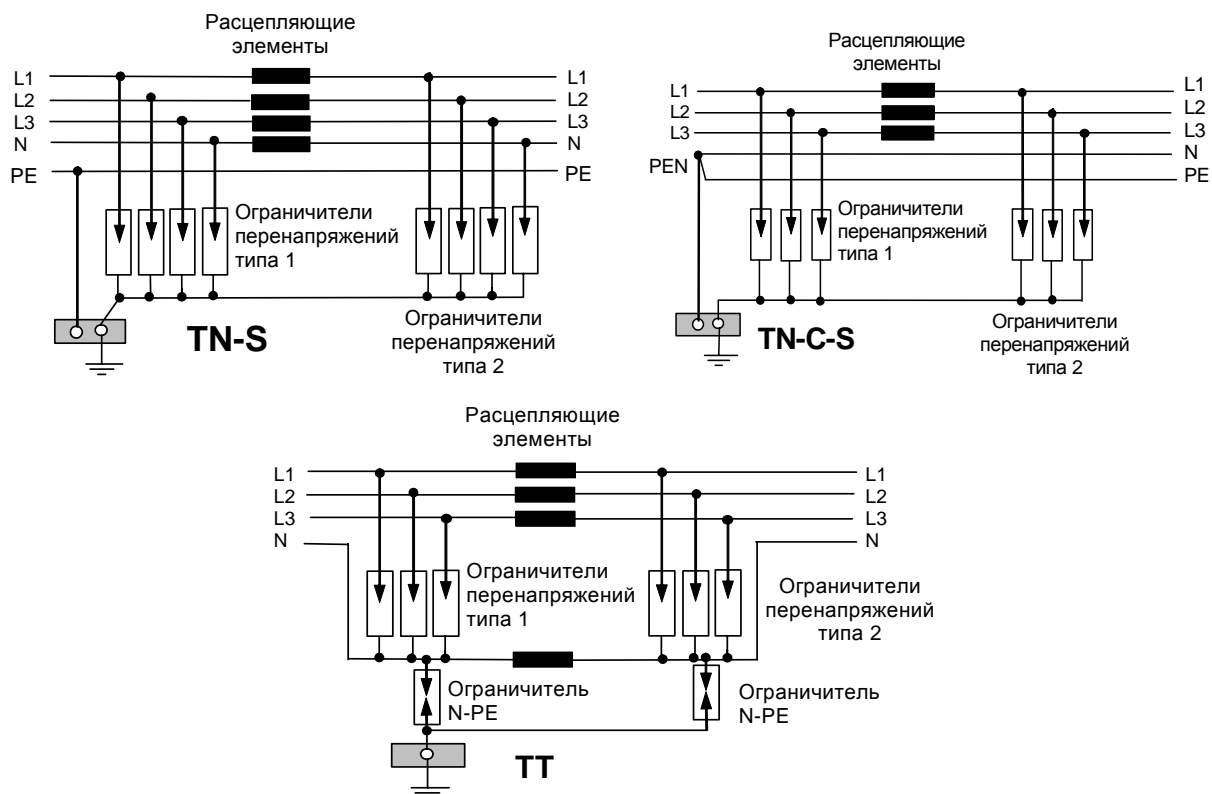 Расцепляющие
элементы
L1
L2
L3
N
PE
L1
L2
L3
N
PE
Ограничители
перенапряжений
типа 1
Ограничители
перенапряжений
типа 2
TN-S
Расцепляющие
элементы
L1
L2
L3
PEN
L1
L2
L3
N
PE
Ограничители
перенапряжений
типа 1
Ограничители
перенапряжений
типа 2
TN-C-S
Расцепляющие
элементы
L1
L2
L3
N
L1
L2
L3
N
Ограничители
перенапряжений
типа 1
Ограничители
перенапряжений
типа 2
Ограничитель
N-PE
Ограничитель
N-PE
TT